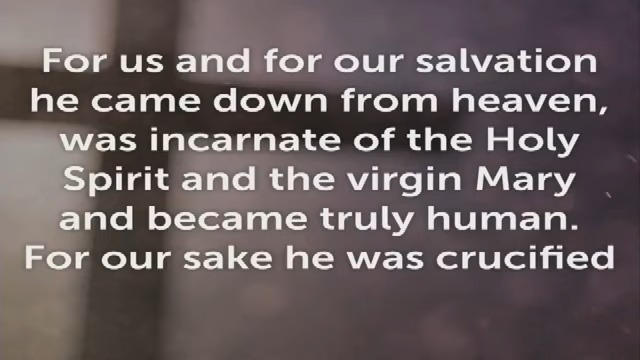 For us and for our salvation
he came down from heaven,
was incarnate of the Holy
Spirit and the virgin Mary
and became truly human.
For our sake he was crucified